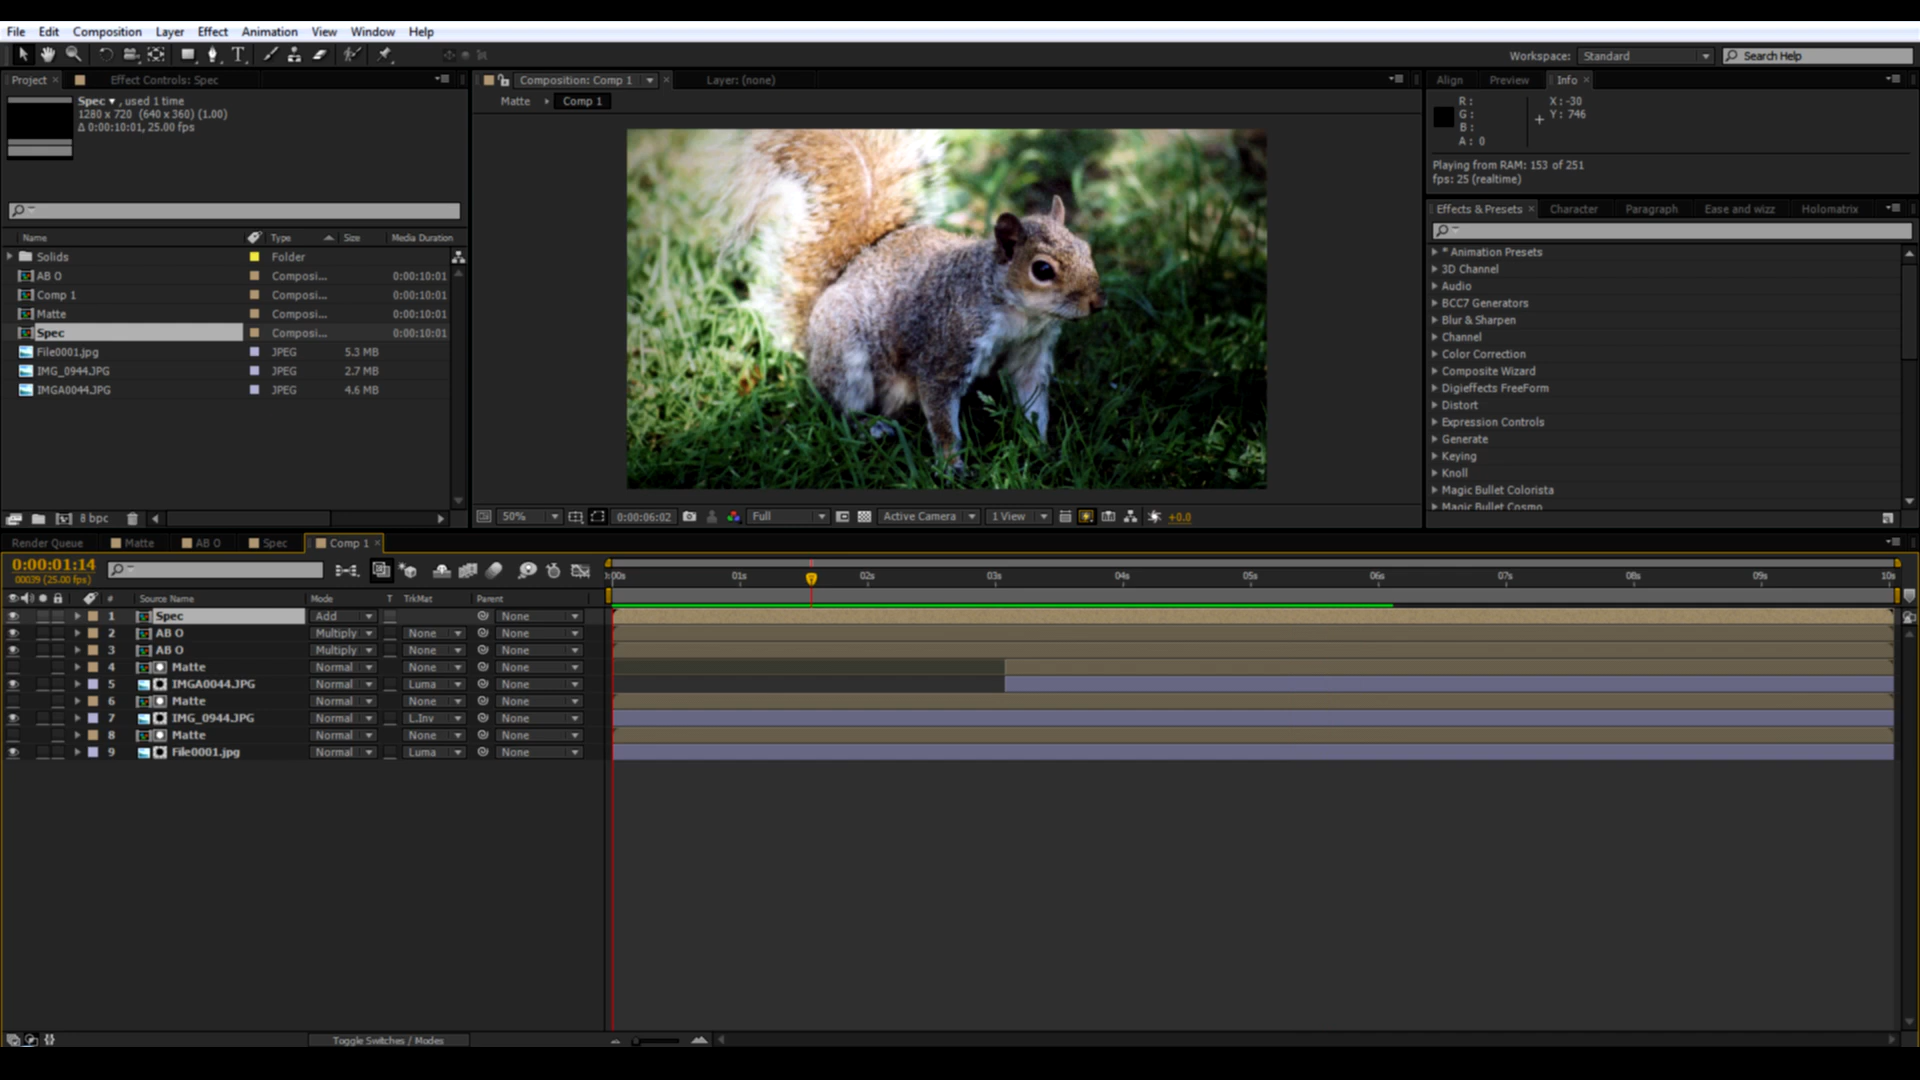 File Edit Composition Layer Effect Animation View Window Help
Workspace: Standard Search Help
Project × Effect Controls: Spec
Spec ▾ , used 1 time
1280 x 720 (640 x 360) (1.00)
Δ 0:00:10:01, 25.00 fps
Name Type Size Media Duration
Solids Folder
AB O Composi... 0:00:10:01
Comp 1 Composi... 0:00:10:01
Matte Composi... 0:00:10:01
Spec Composi... 0:00:10:01
File0001.jpg JPEG 5.3 MB
IMG_0944.JPG JPEG 2.7 MB
IMGA0044.JPG JPEG 4.6 MB
8 bpc
Composition: Comp 1 × Layer: (none)
Matte ▸ Comp 1
50% 0:00:06:02 Full Active Camera 1 View +0.0
Align Preview Info ×
R :
G :
B :
A : 0
X : -30
Y : 746
Playing from RAM: 153 of 251
fps: 25 (realtime)
Effects & Presets × Character Paragraph Ease and wizz Holomatrix
* Animation Presets
3D Channel
Audio
BCC7 Generators
Blur & Sharpen
Channel
Color Correction
Composite Wizard
Digieffects FreeForm
Distort
Expression Controls
Generate
Keying
Knoll
Magic Bullet Colorista
Magic Bullet Cosmo
Render Queue Matte AB O Spec Comp 1 ×
0:00:01:14
00039 (25.00 fps)
:00s 01s 02s 03s 04s 05s 06s 07s 08s 09s 10s
# Source Name Mode T TrkMat Parent
1 Spec Add None
2 AB O Multiply None None
3 AB O Multiply None None
4 Matte Normal None None
5 IMGA0044.JPG Normal Luma None
6 Matte Normal None None
7 IMG_0944.JPG Normal L.Inv None
8 Matte Normal None None
9 File0001.jpg Normal Luma None
Toggle Switches / Modes